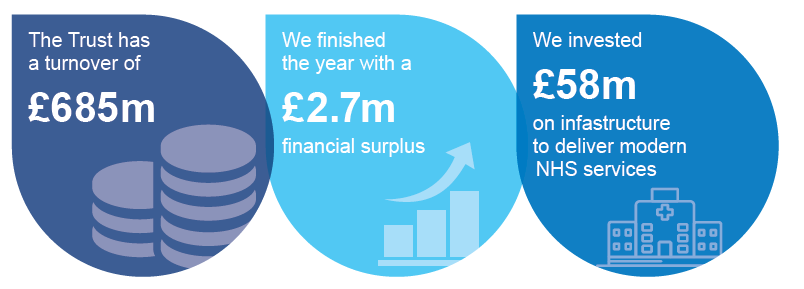 The Trust has
a turnover of
£685m
We finished
the year with a
£2.7m
financial surplus
We invested
£58m
on infastructure
to deliver modern
NHS services